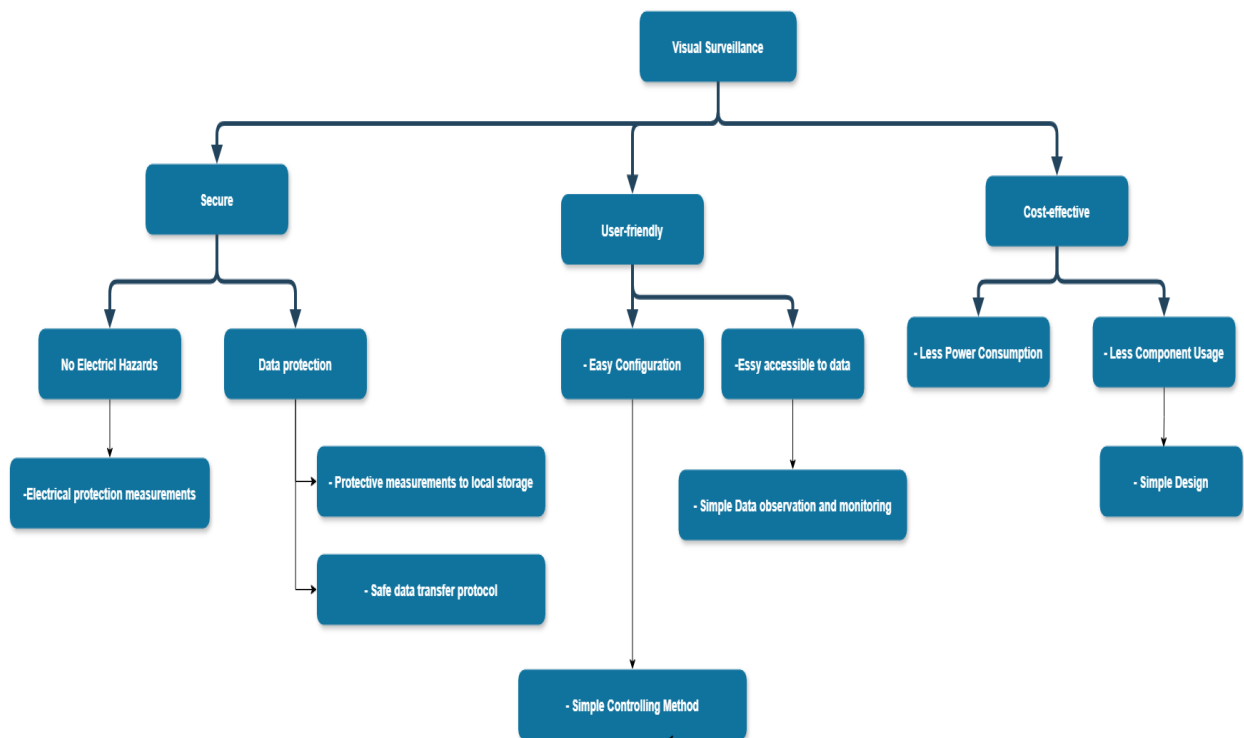 Visual Surveillance
Secure
User-friendly
Cost-effective
No Electricl Hazards
Data protection
- Easy Configuration
-Essy accessible to data
- Less Power Consumption
- Less Component Usage
-Electrical protection measurements
- Protective measurements to local storage
- Simple Data observation and monitoring
- Simple Design
- Safe data transfer protocol
- Simple Controlling Method